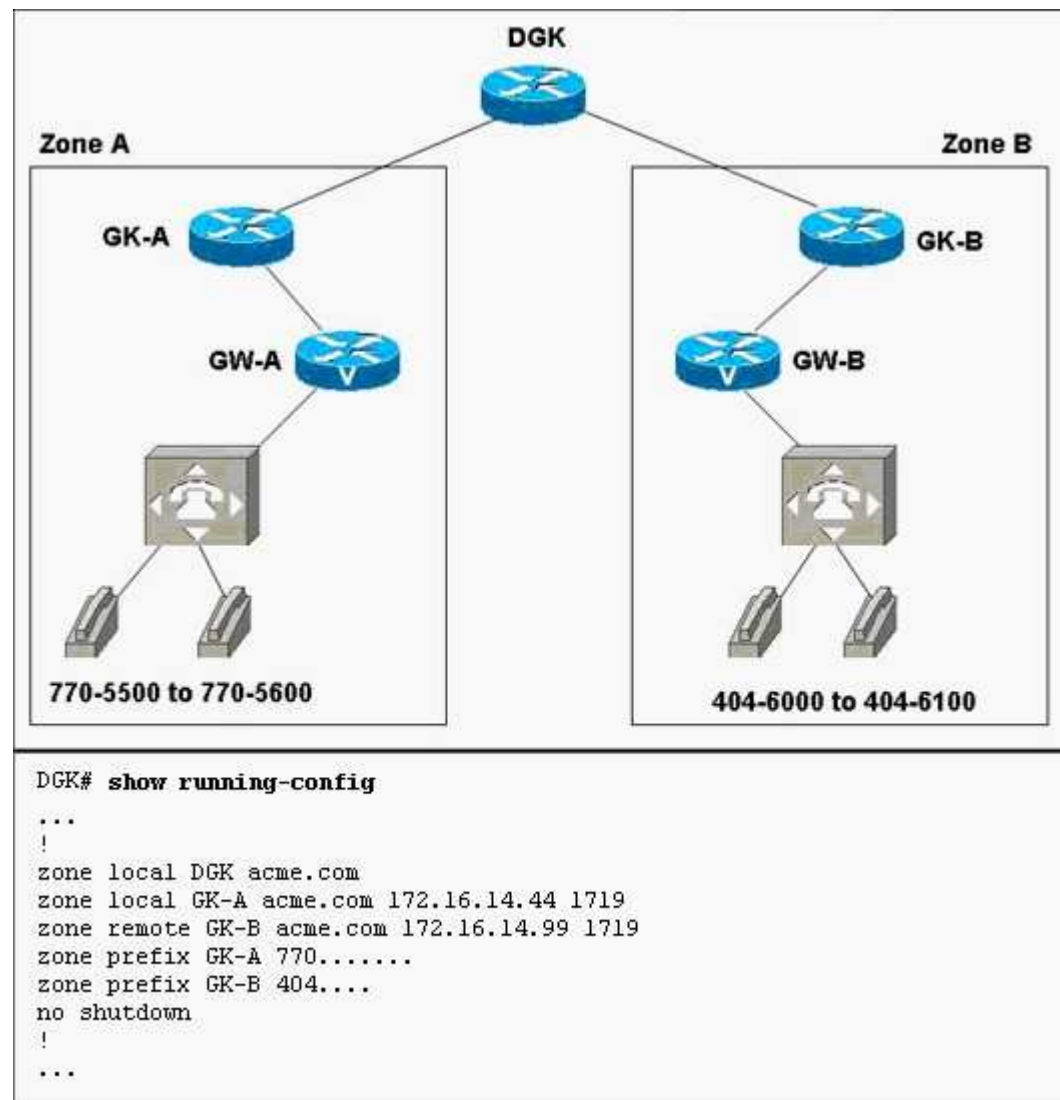 DGK
Zone A
Zone B
GK-A
GK-B
GW-A
V
V
GW-B
770-5500 to 770-5600
404-6000 to 404-6100
DGK# show running-config
...
!
zone local DGK acme.com
zone local GK-A acme.com 172.16.14.44 1719
zone remote GK-B acme.com 172.16.14.99 1719
zone prefix GK-A 770.......
zone prefix GK-B 404....
no shutdown
!
...